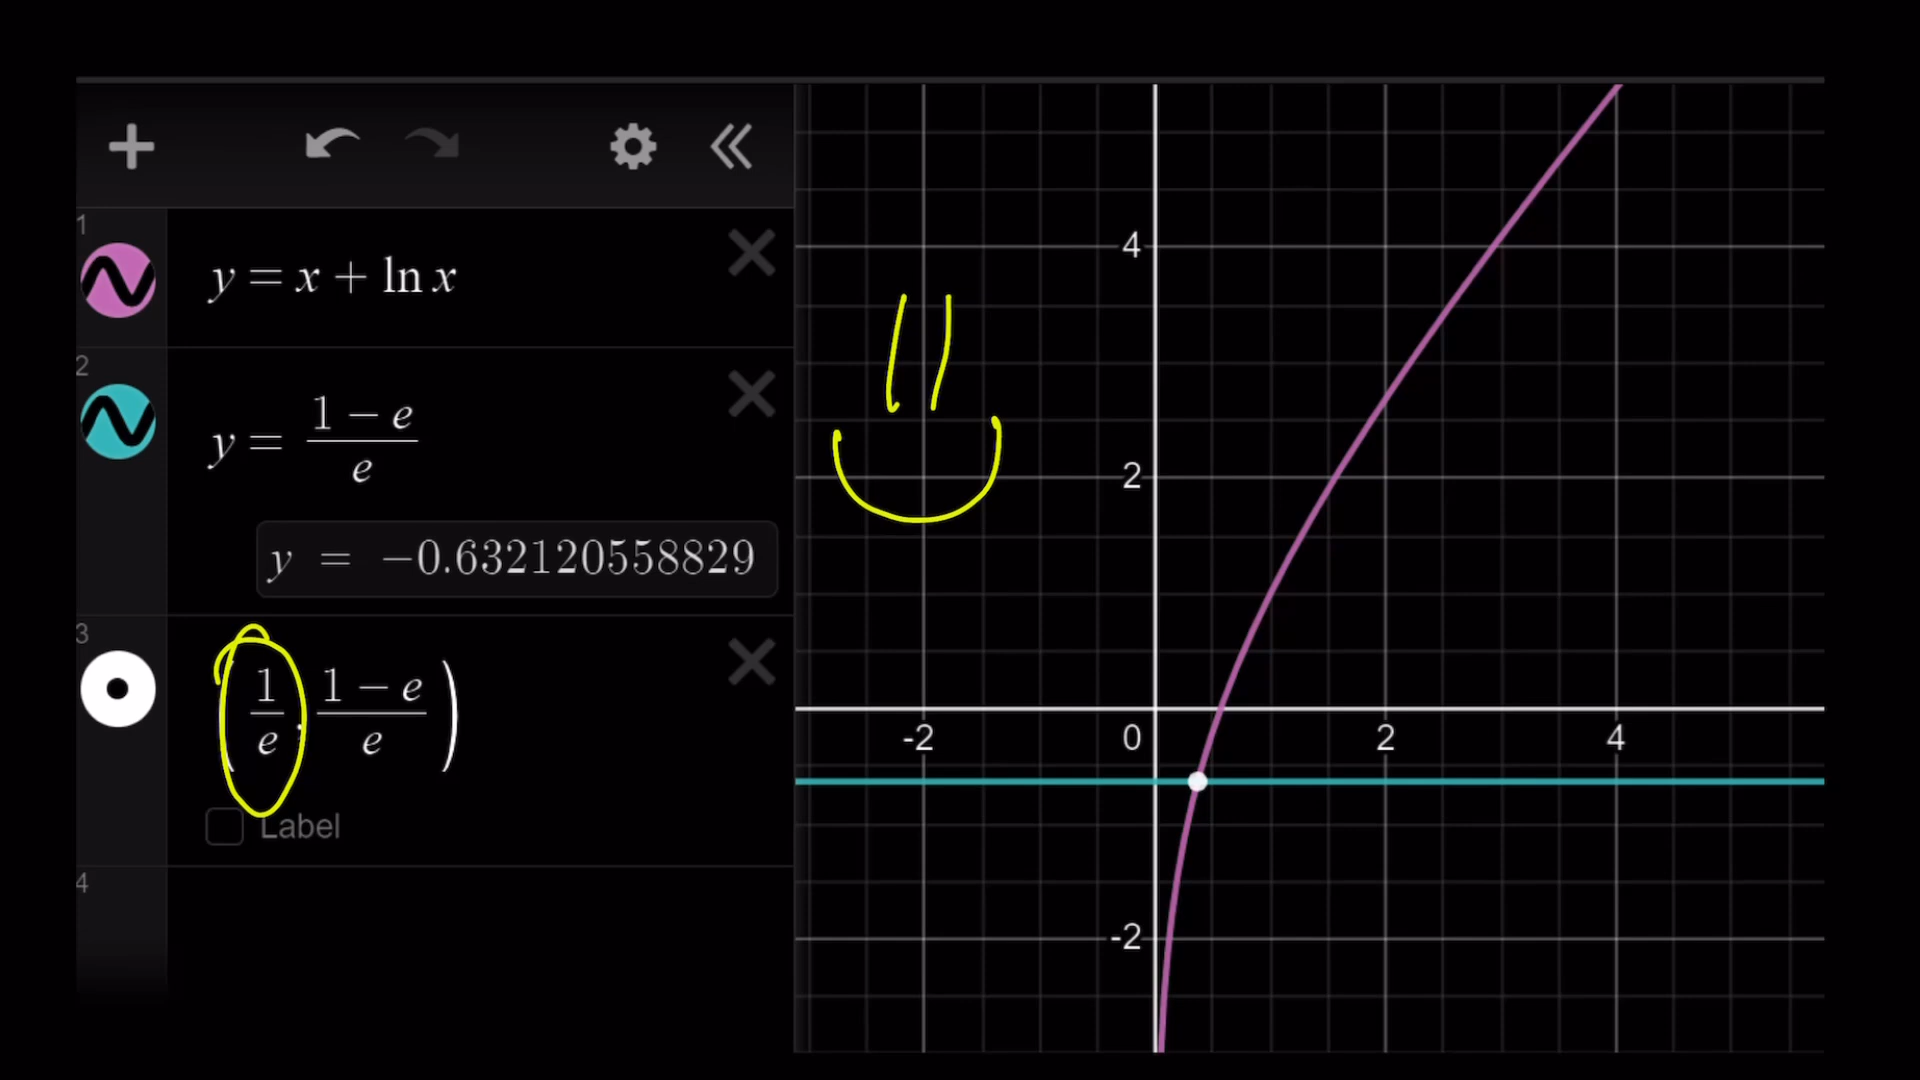 1
y = x + ln x
2
y = (1 − e)/e
y = −0.632120558829
3
(1/e, (1 − e)/e)
Label
4
4
2
-2 0 2 4
-2